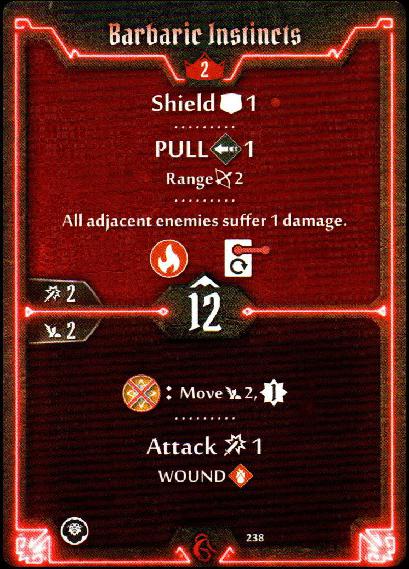 Barbaric Instincts
2
Shield 1
PULL 1
Range 2
All adjacent enemies suffer 1 damage.
2
12
2
: Move 2, 1
Attack 1
WOUND
238